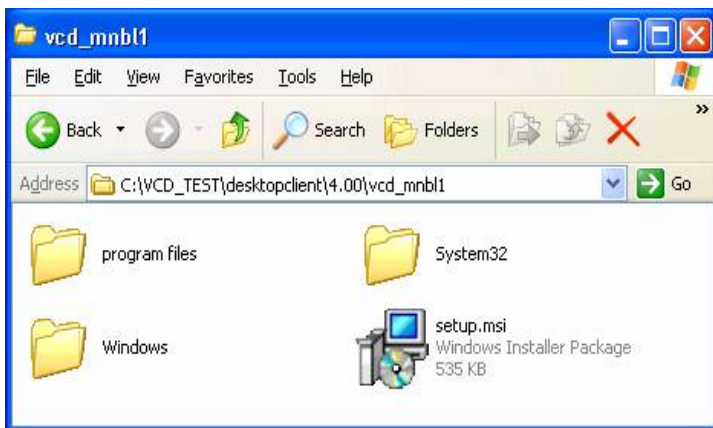 vcd_mnbl1
File Edit View Favorites Tools Help
Back Search Folders »
Address C:\VCD_TEST\desktopclient\4.00\vcd_mnbl1 Go
program files System32
Windows setup.msi
Windows Installer Package
535 KB